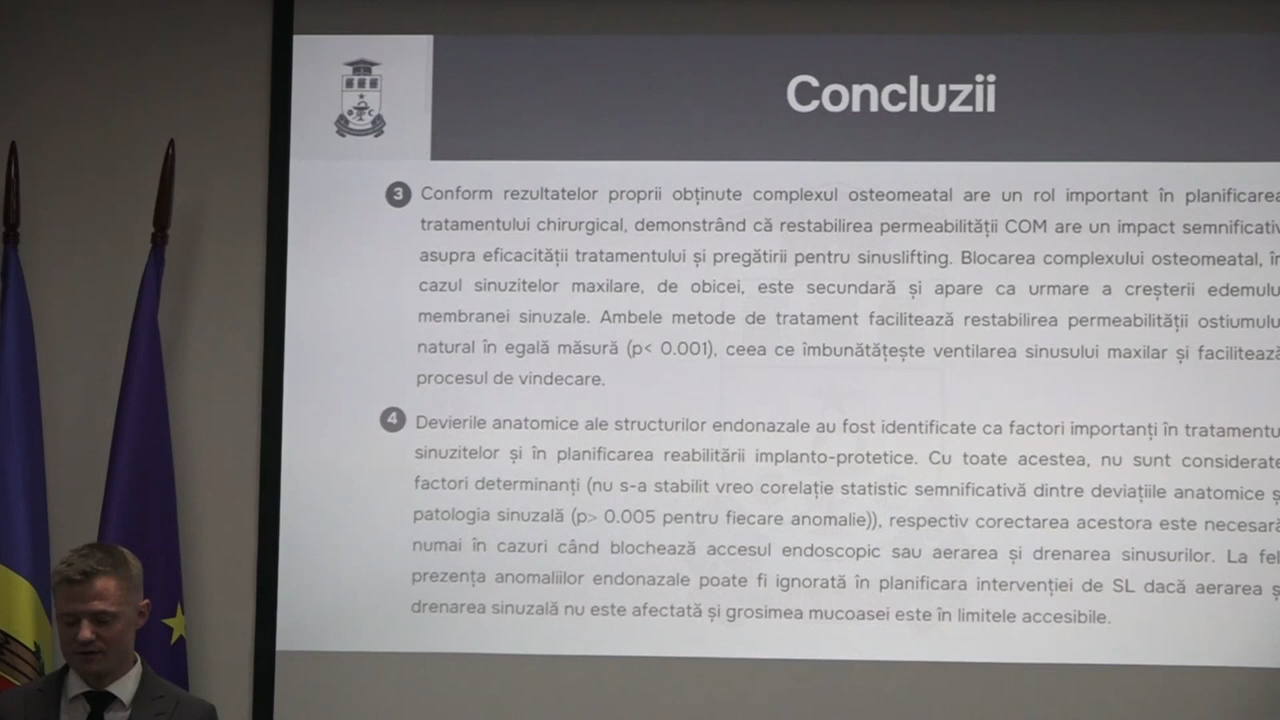 Concluzii
3 Conform rezultatelor proprii obținute complexul osteomeatal are un rol important în planificarea
tratamentului chirurgical, demonstrând că restabilirea permeabilității COM are un impact semnificativ
asupra eficacității tratamentului și pregătirii pentru sinuslifting. Blocarea complexului osteomeatal, în
cazul sinuzitelor maxilare, de obicei, este secundară și apare ca urmare a creșterii edemulu
membranei sinuzale. Ambele metode de tratament facilitează restabilirea permeabilității ostiumulu
natural în egală măsură (p< 0.001), ceea ce îmbunătățește ventilarea sinusului maxilar și facilitează
procesul de vindecare.
4 Devierile anatomice ale structurilor endonazale au fost identificate ca factori importanți în tratamentu
sinuzitelor și în planificarea reabilitării implanto-protetice. Cu toate acestea, nu sunt considerate
factori determinanți (nu s-a stabilit vreo corelație statistic semnificativă dintre deviațiile anatomice ș
patologia sinuzală (p> 0.005 pentru fiecare anomalie)), respectiv corectarea acestora este necesară
numai în cazuri când blochează accesul endoscopic sau aerarea și drenarea sinusurilor. La fel
prezența anomaliilor endonazale poate fi ignorată în planificara intervenției de SL dacă aerarea ș
drenarea sinuzală nu este afectată și grosimea mucoasei este în limitele accesibile.